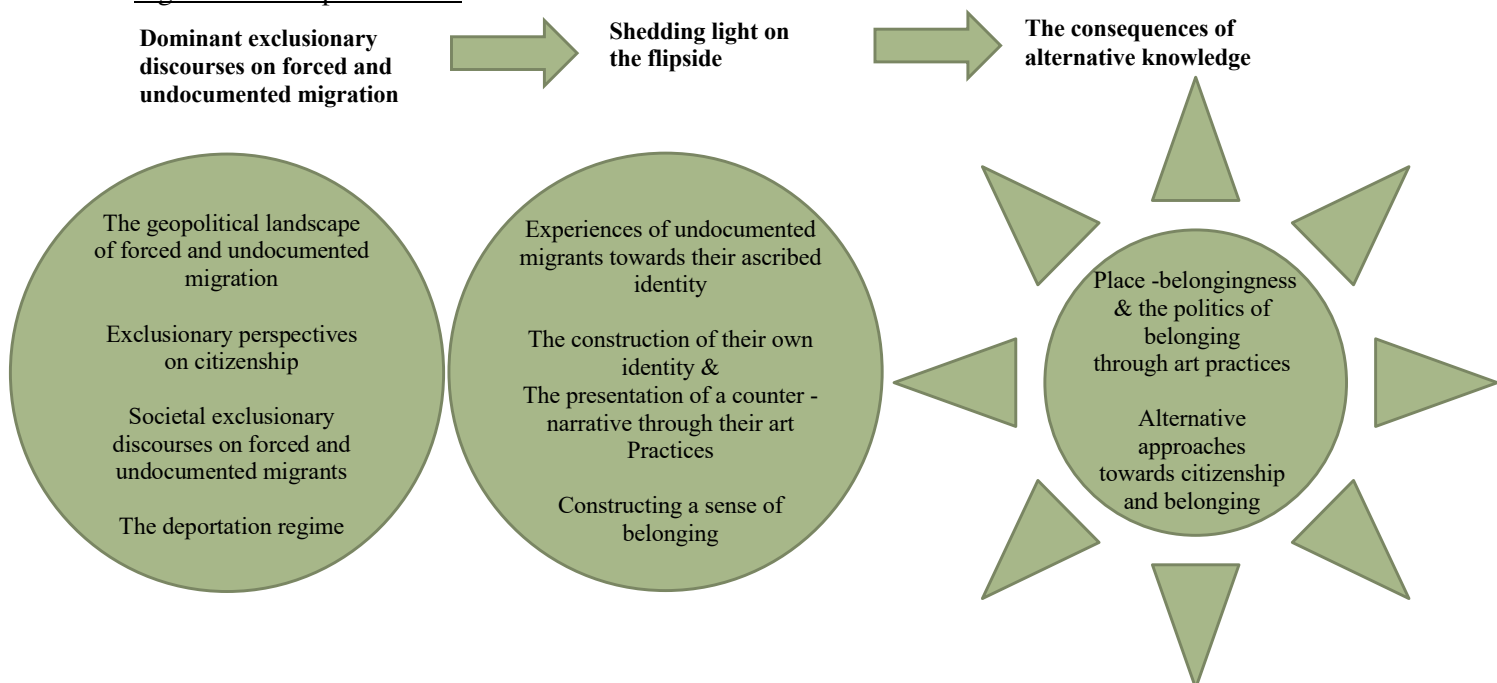 Dominant exclusionary
discourses on forced and
undocumented migration
Shedding light on
the flipside
The consequences of
alternative knowledge
The geopolitical landscape
of forced and undocumented
migration
Exclusionary perspectives
on citizenship
Societal exclusionary
discourses on forced and
undocumented migrants
The deportation regime
Experiences of undocumented
migrants towards their ascribed
identity
The construction of their own
identity &
The presentation of a counter -
narrative through their art
Practices
Constructing a sense of
belonging
Place -belongingness
& the politics of
belonging
through art practices
Alternative
approaches
towards citizenship
and belonging